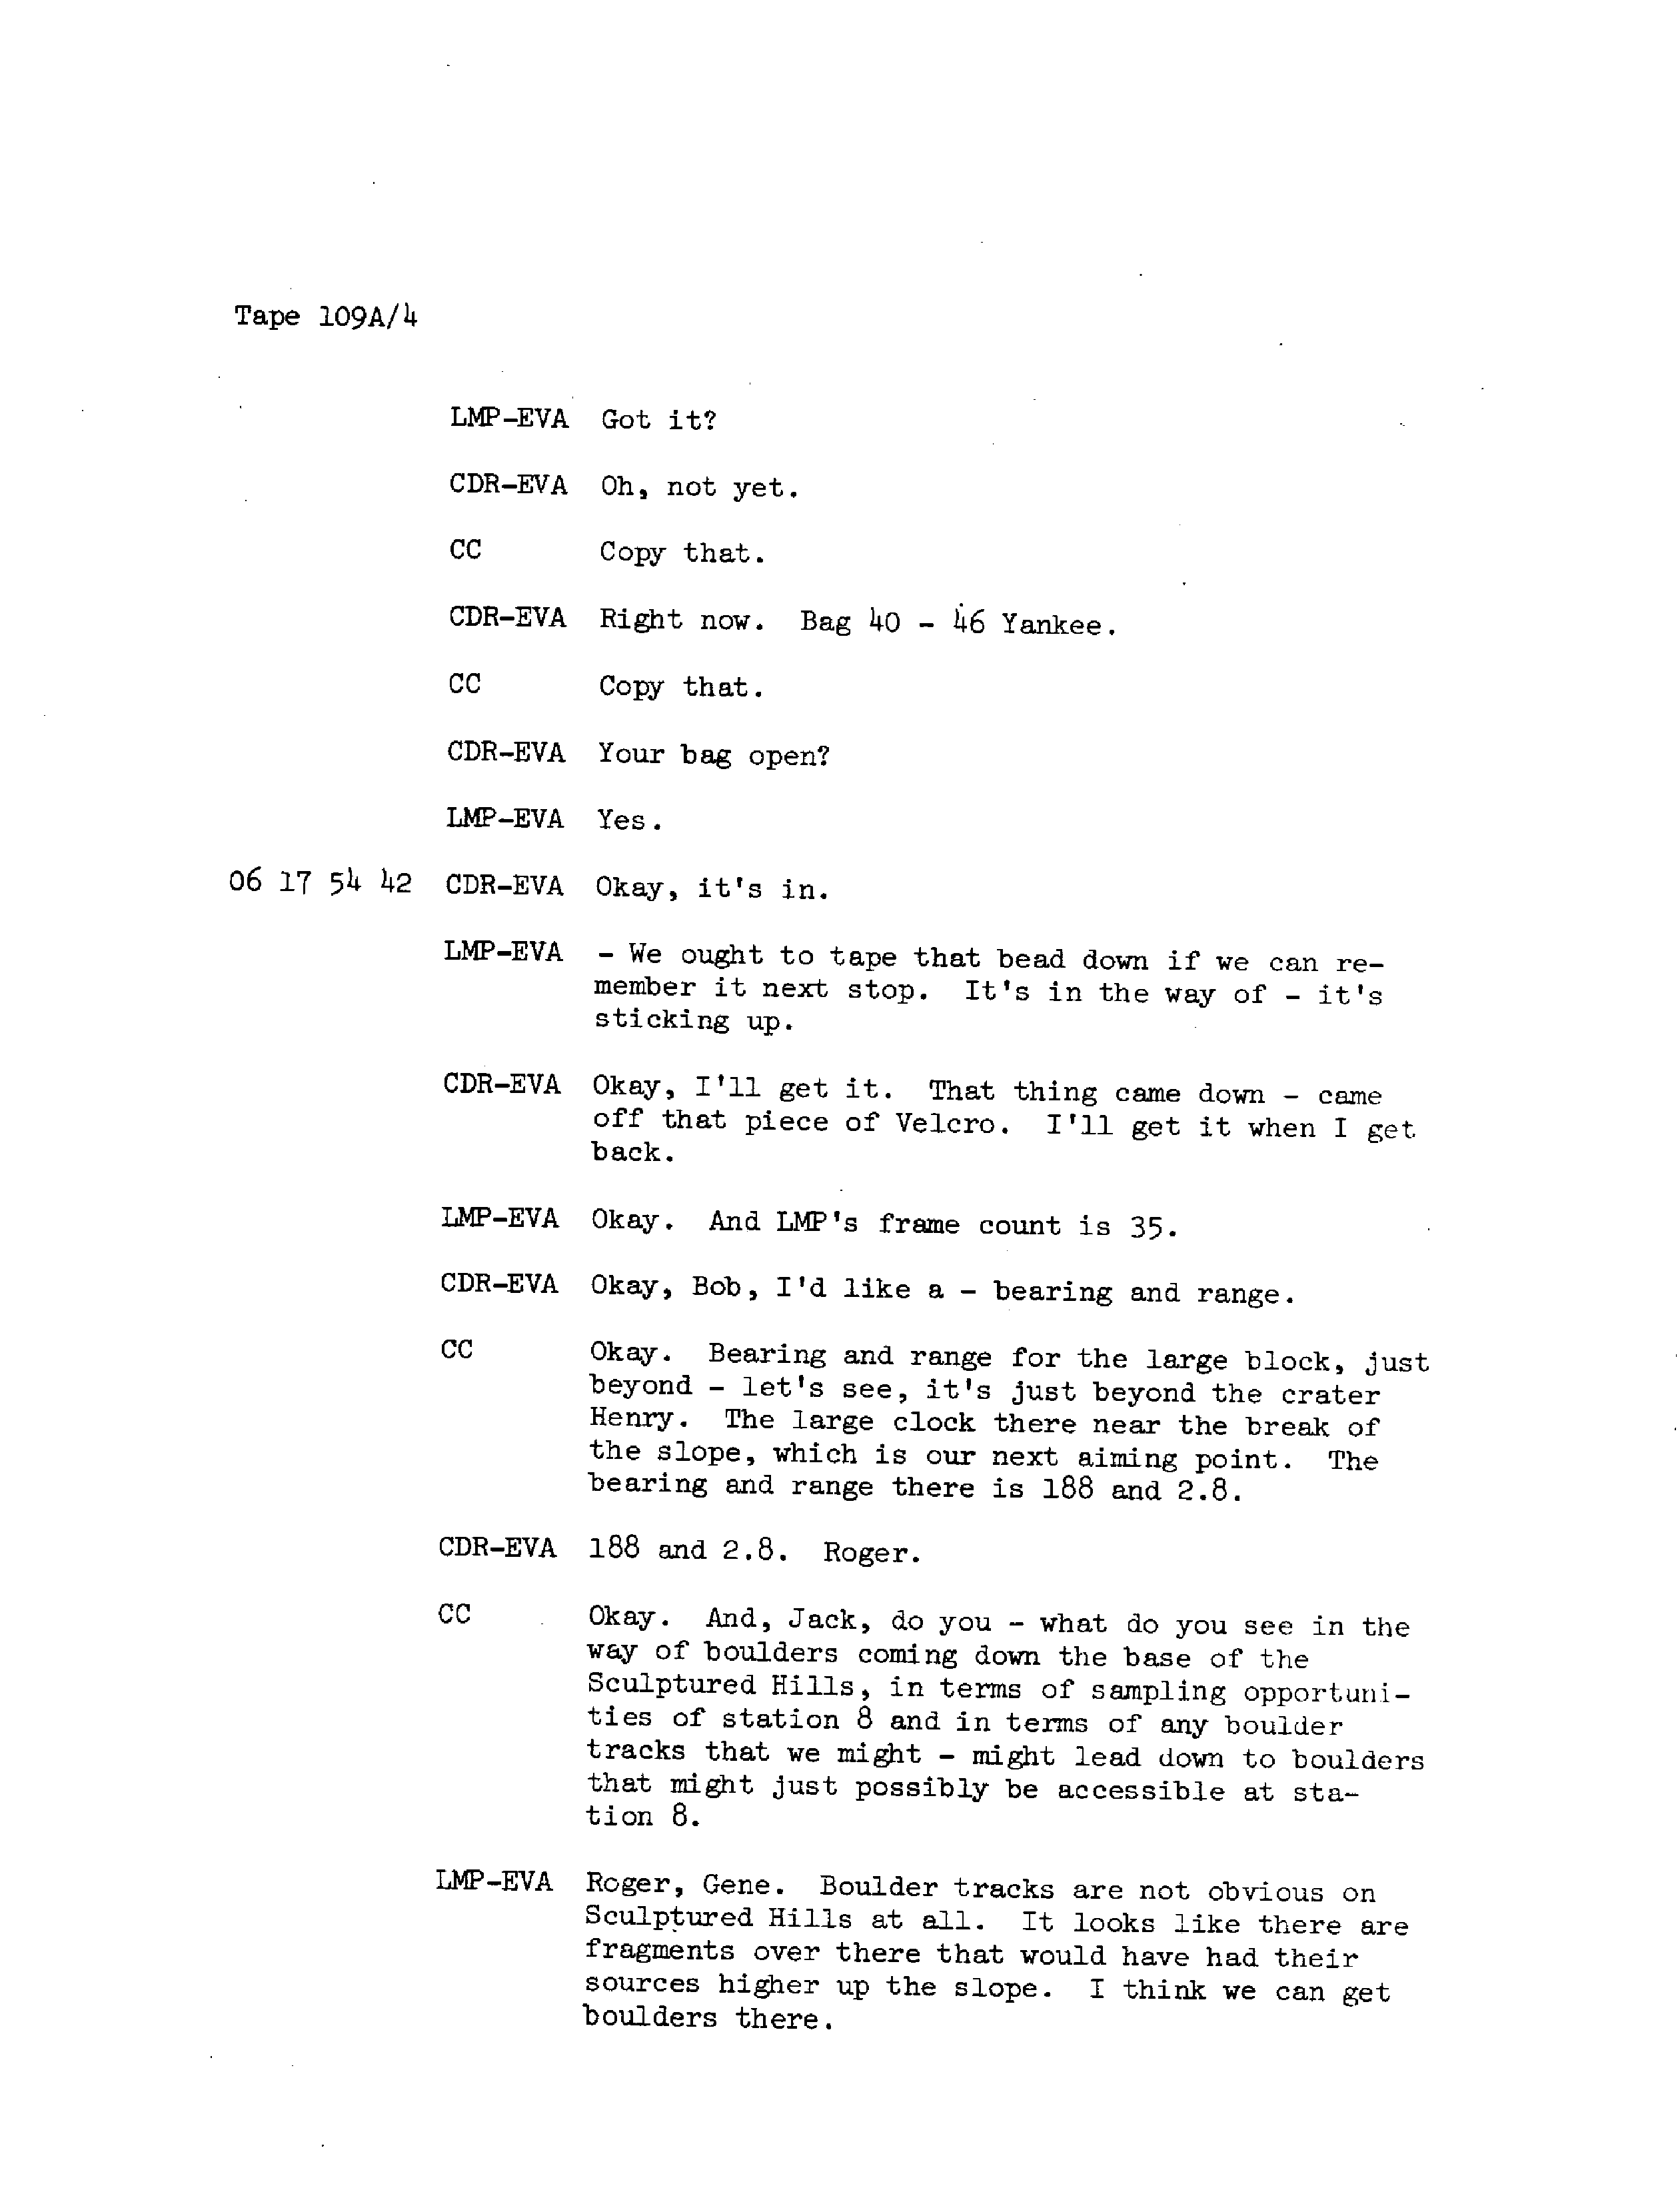 Tape 109A/4
LMP-EVA Got it?
CDR-EVA Oh, not yet.
CC Copy that.
CDR-EVA Right now. Bag 40 - 46 Yankee.
CC Copy that.
CDR-EVA Your bag open?
LMP-EVA Yes.
06 17 54 42 CDR-EVA Okay, it's in.
LMP-EVA - We ought to tape that bead down if we can re-
member it next stop. It's in the way of - it's
sticking up.
CDR-EVA Okay, I'll get it. That thing came down - came
off that piece of Velcro. I'll get it when I get
back.
LMP-EVA Okay. And LMP's frame count is 35.
CDR-EVA Okay, Bob, I'd like a - bearing and range.
CC Okay. Bearing and range for the large block, just
beyond - let's see, it's just beyond the crater
Henry. The large clock there near the break of
the slope, which is our next aiming point. The
bearing and range there is 188 and 2.8.
CDR-EVA 188 and 2.8. Roger.
CC Okay. And, Jack, do you - what do you see in the
way of boulders coming down the base of the
Sculptured Hills, in terms of sampling opportuni-
ties of station 8 and in terms of any boulder
tracks that we might - might lead down to boulders
that might just possibly be accessible at sta-
tion 8.
LMP-EVA Roger, Gene. Boulder tracks are not obvious on
Sculptured Hills at all. It looks like there are
fragments over there that would have had their
sources higher up the slope. I think we can get
boulders there.